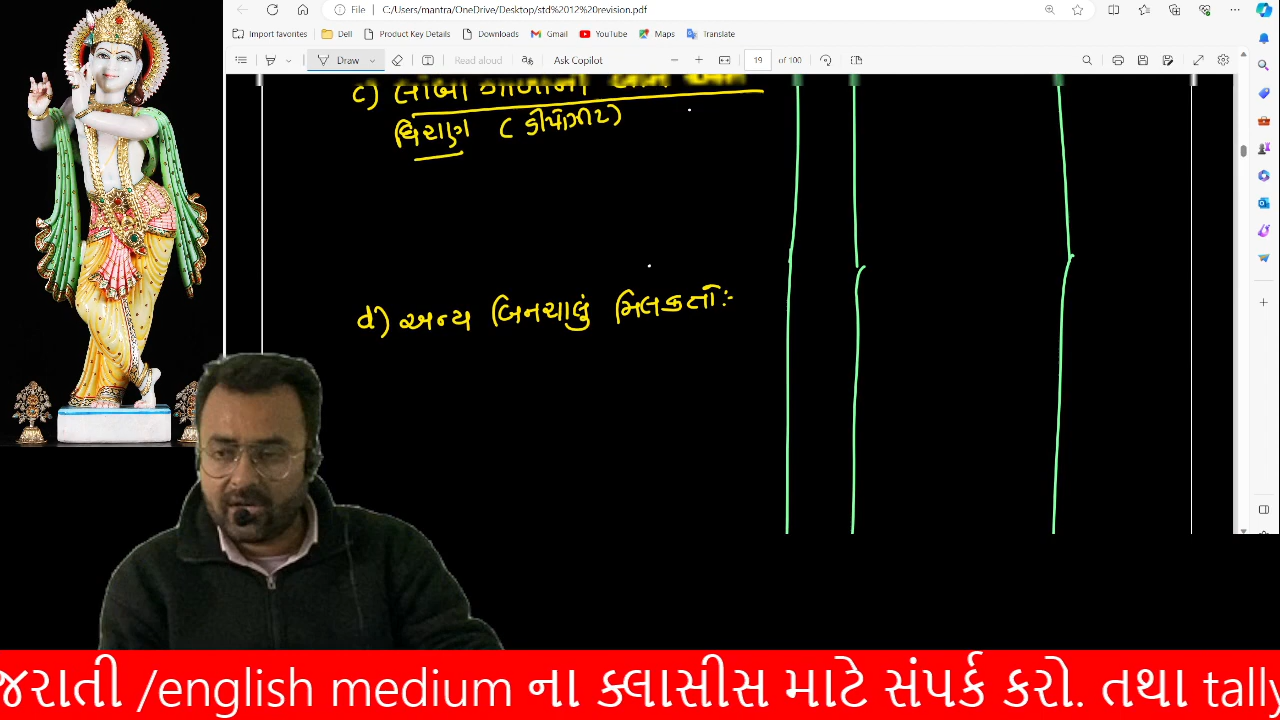 File | C:/Users/mantra/OneDrive/Desktop/std%2012%20revision.pdf
Import favorites Dell Product Key Details Downloads Gmail YouTube Maps Translate
Draw Read aloud Ask Copilot 19 of 100
c) લાંબા ગાળાની
ધિરાણ ( ડીપોઝીટ )
d) અન્ય બિનચાલું મિલકતો :-
જરાતી /english medium ના ક્લાસીસ માટે સંપર્ક કરો. તથા tally